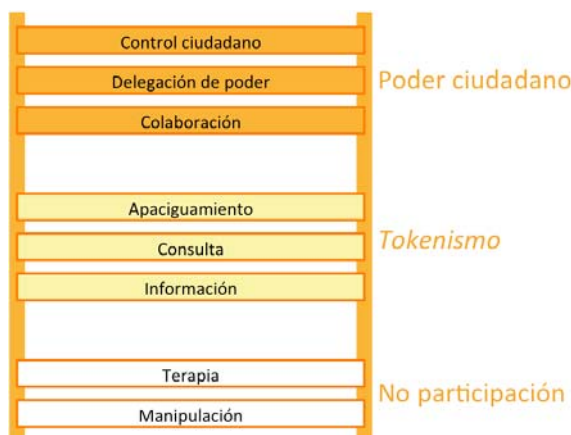 Control ciudadano
Delegación de poder
Colaboración
Poder ciudadano
Apaciguamiento
Consulta
Información
Tokenismo
Terapia
Manipulación
No participación